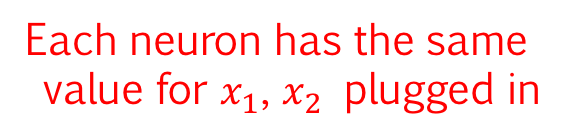 Each neuron has the same
value for 𝑥₁, 𝑥₂ plugged in